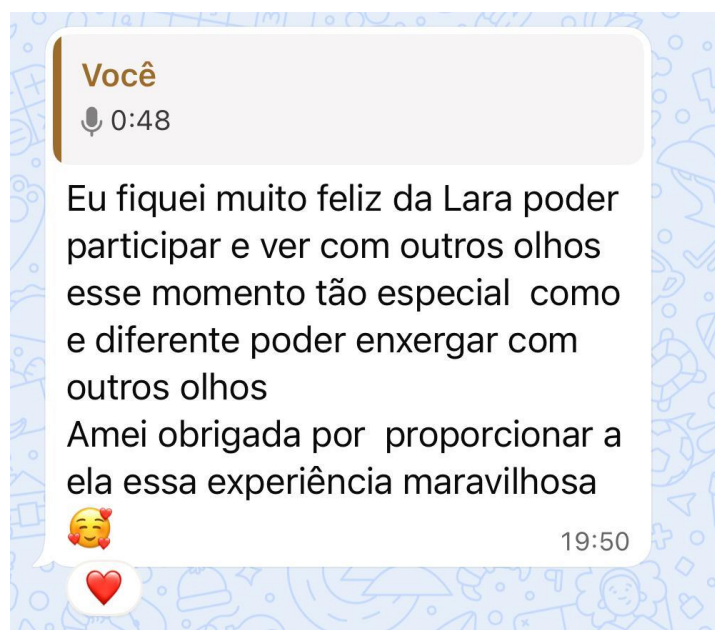 Você
0:48
Eu fiquei muito feliz da Lara poder
participar e ver com outros olhos
esse momento tão especial  como
e diferente poder enxergar com
outros olhos
Amei obrigada por  proporcionar a
ela essa experiência maravilhosa
🥰
19:50
❤️